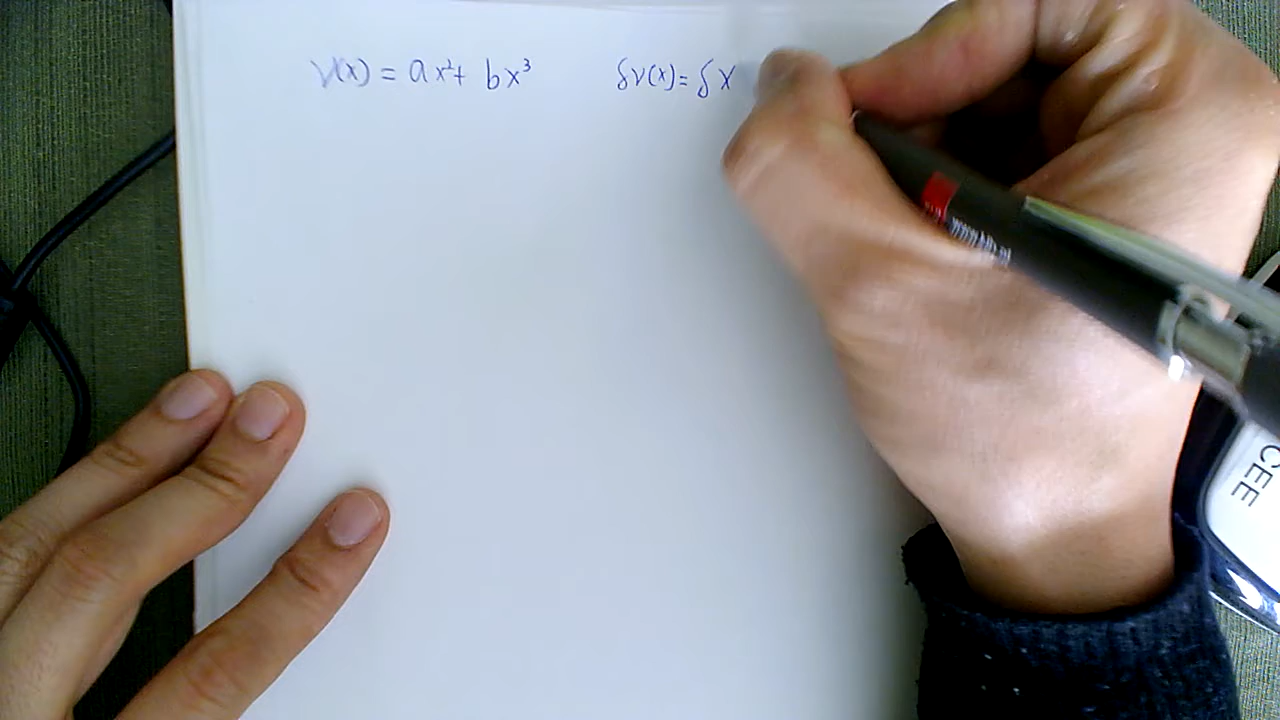 v(x) = ax² + bx³ δv(x) = δx
CEE